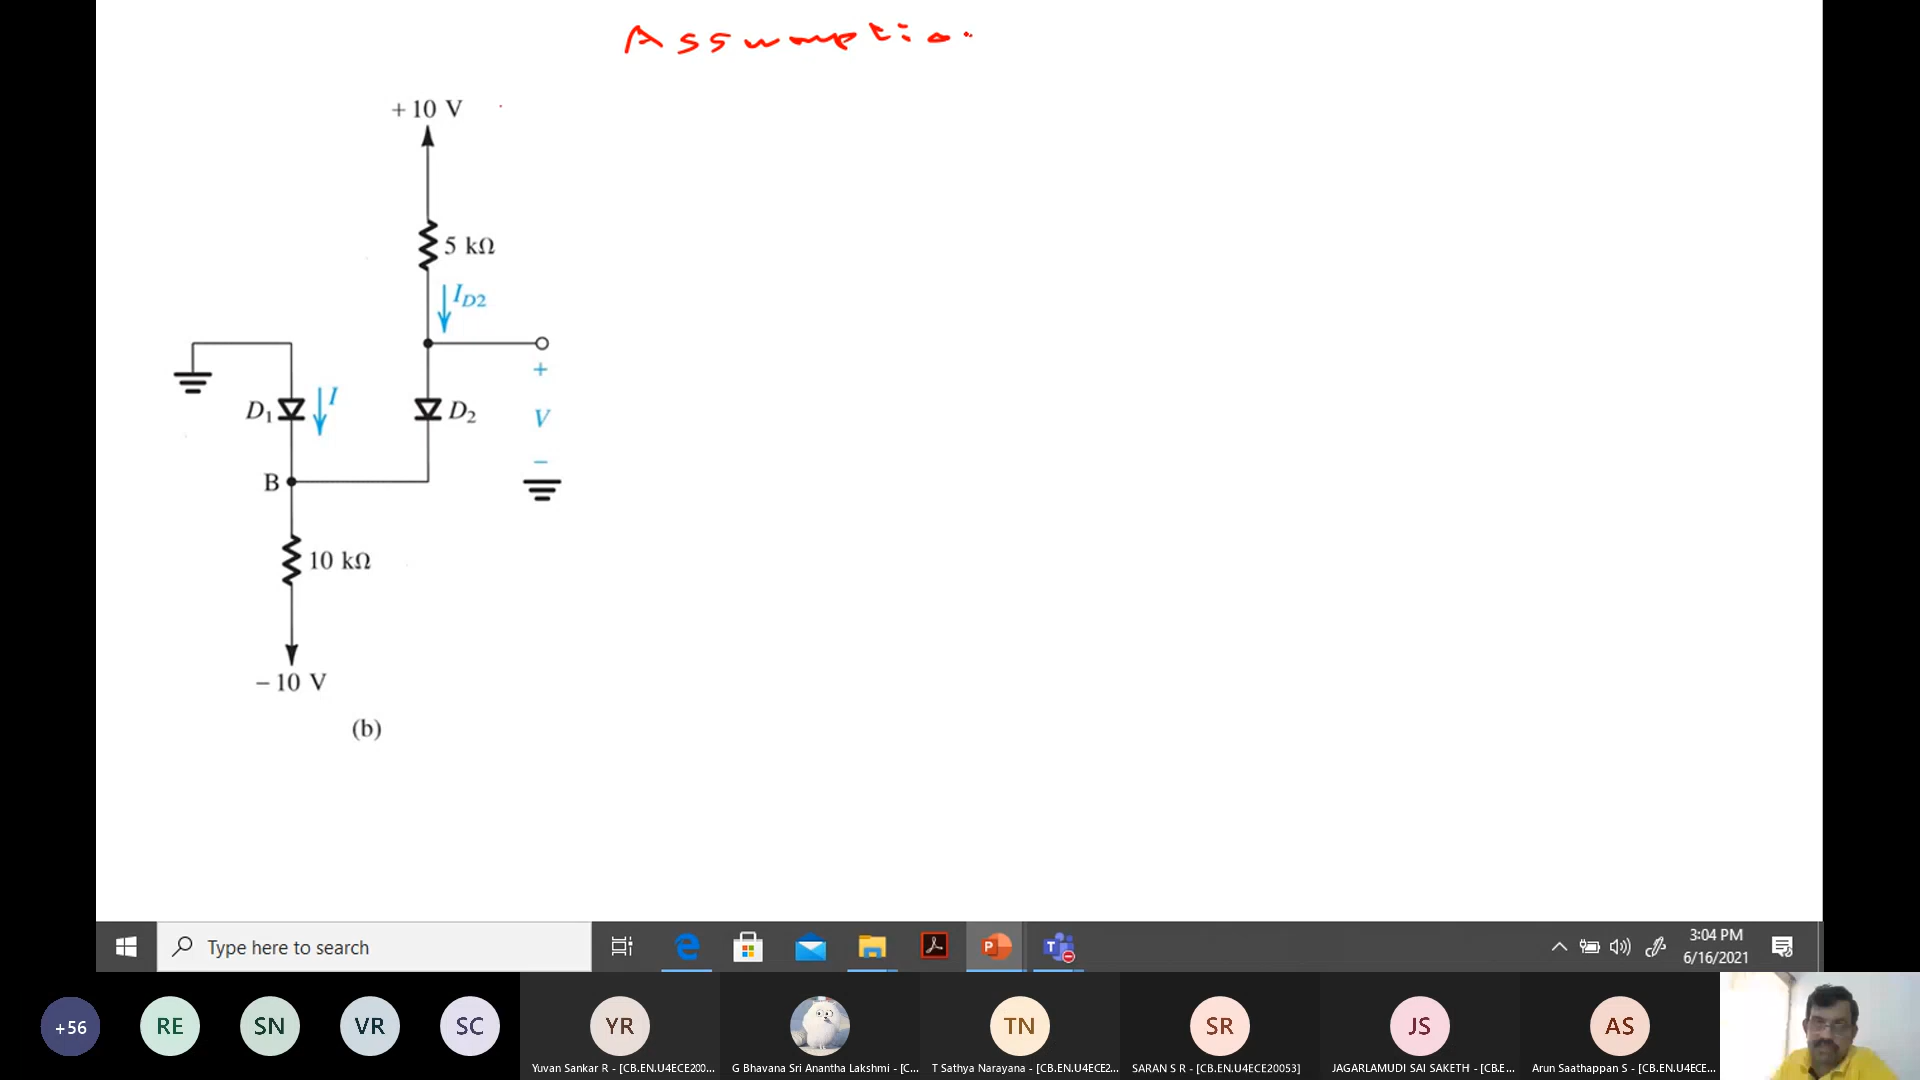 Assumptio
+ 10 V
5 kΩ
I_D2
+
D₁
I
D₂
V
−
B
10 kΩ
− 10 V
(b)
Type here to search
3:04 PM
6/16/2021
+56
RE
SN
VR
SC
YR
TN
SR
JS
AS
Yuvan Sankar R - [CB.EN.U4ECE200...
G Bhavana Sri Anantha Lakshmi - [C...
T Sathya Narayana - [CB.EN.U4ECE2...
SARAN S R - [CB.EN.U4ECE20053]
JAGARLAMUDI SAI SAKETH - [CB.E...
Arun Saathappan S - [CB.EN.U4ECE...